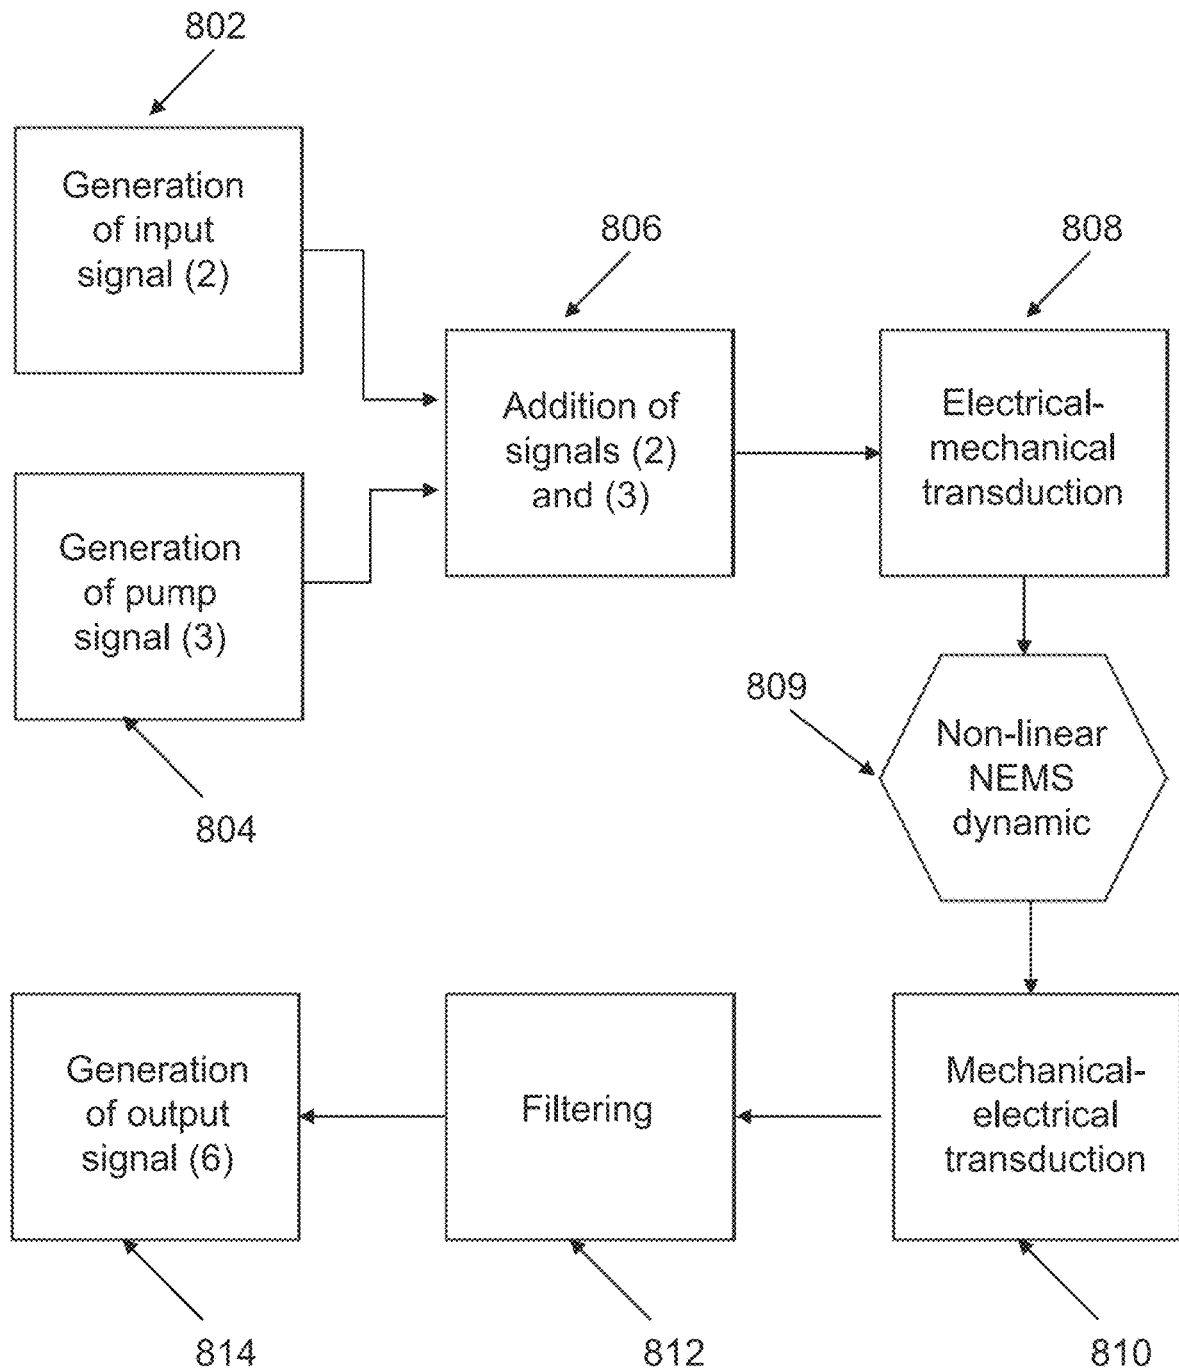 802
Generation
of input
signal (2)
806
Addition of
signals (2)
and (3)
808
Electrical-
mechanical
transduction
Generation
of pump
signal (3)
804
809
Non-linear
NEMS
dynamic
Generation
of output
signal (6)
814
Filtering
812
Mechanical-
electrical
transduction
810